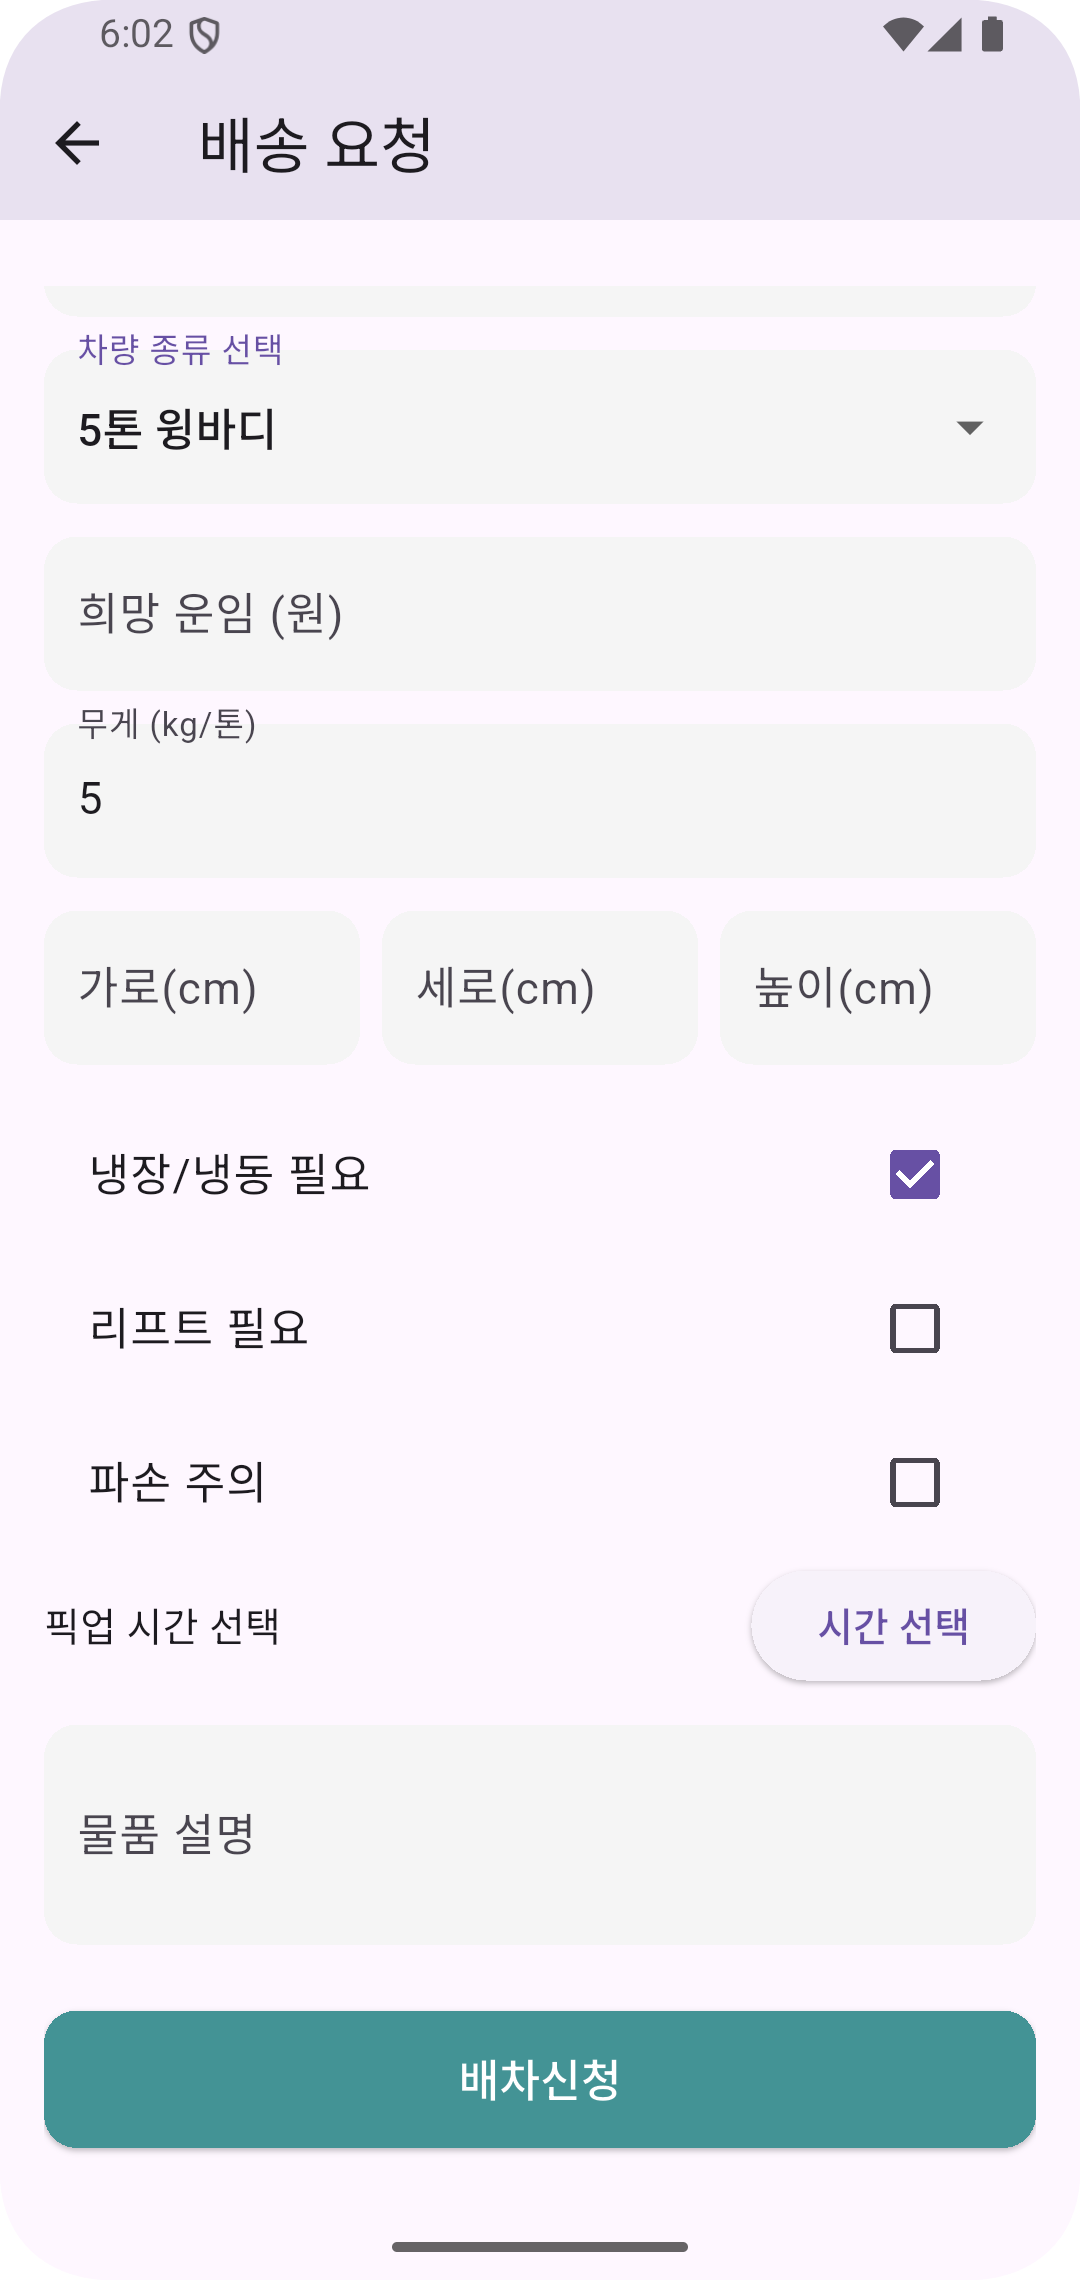 6:02
배송 요청
차량 종류 선택
5톤 윙바디
희망 운임 (원)
무게 (kg/톤)
5
가로(cm) 세로(cm) 높이(cm)
냉장/냉동 필요
리프트 필요
파손 주의
픽업 시간 선택 시간 선택
물품 설명
배차신청